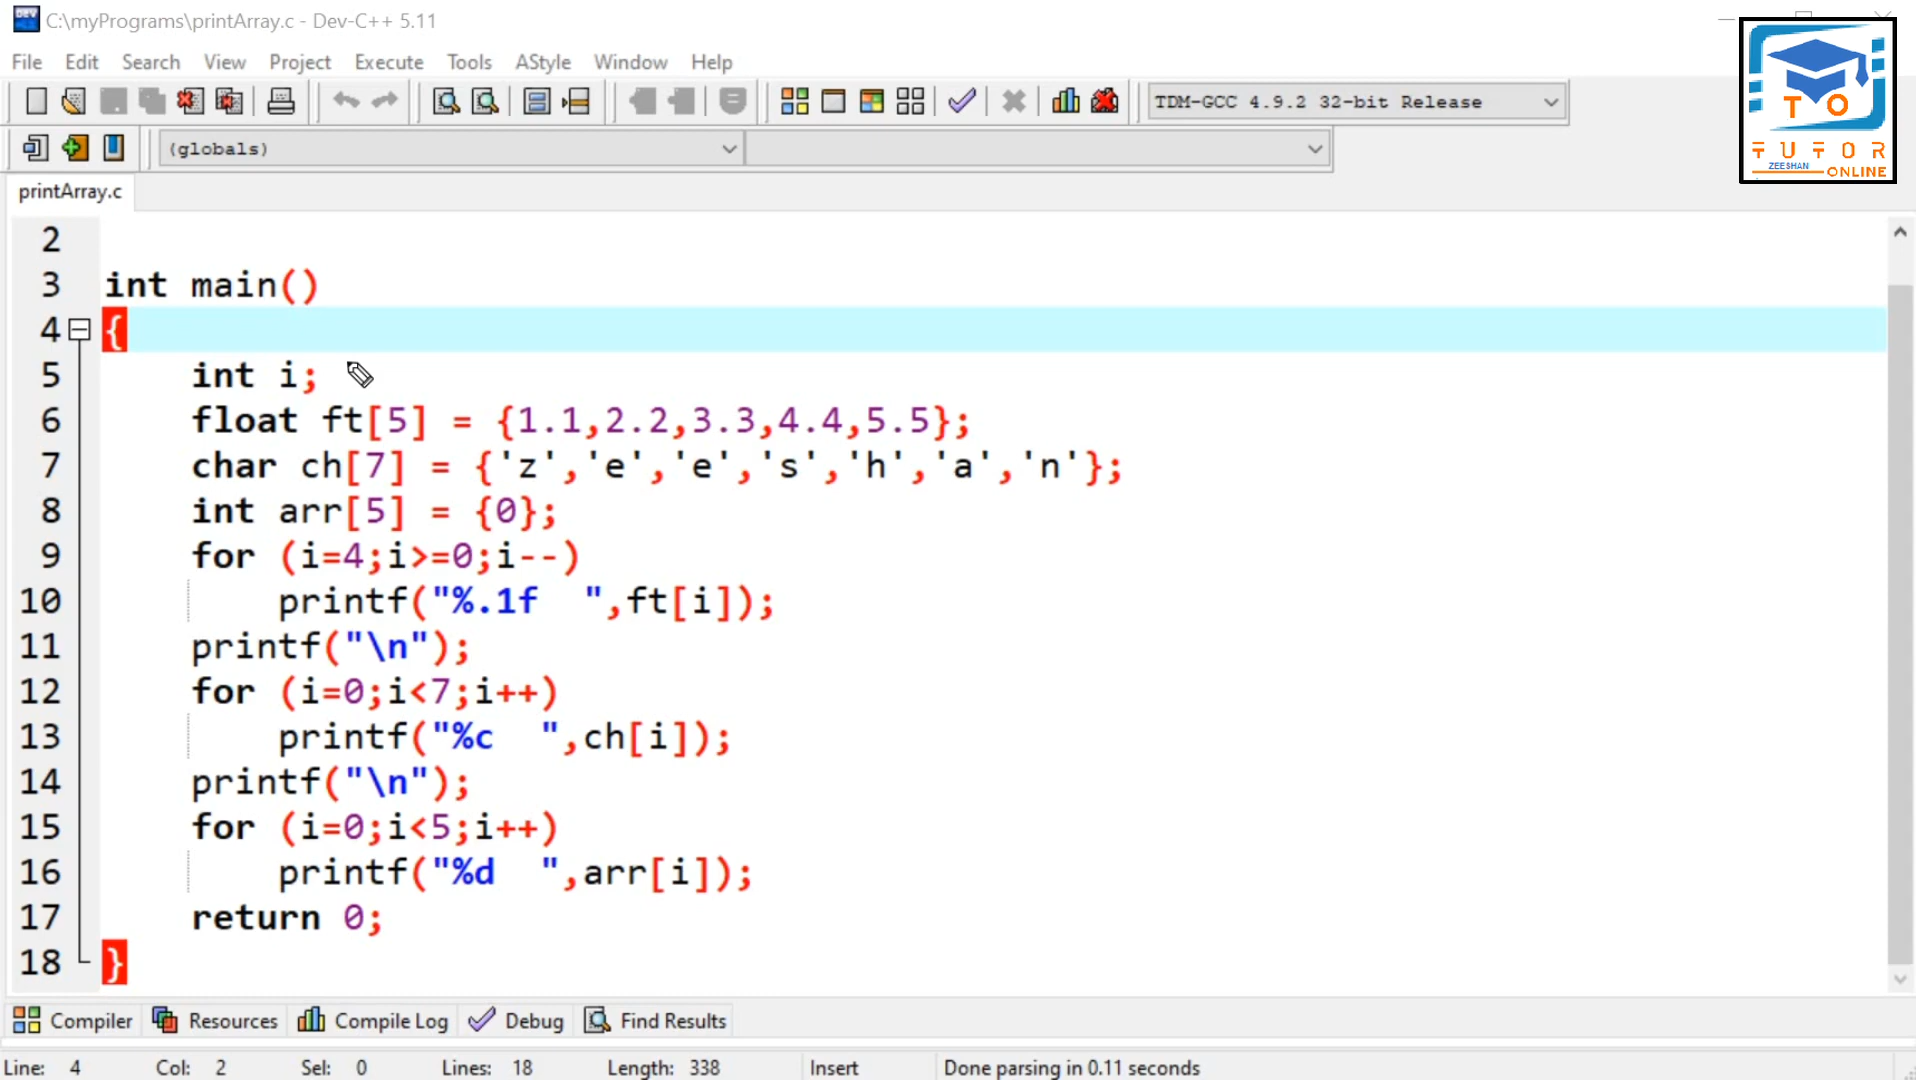 C:\myPrograms\printArray.c - Dev-C++ 5.11
File Edit Search View Project Execute Tools AStyle Window Help
TDM-GCC 4.9.2 32-bit Release
(globals)
printArray.c
2
3 int main()
4 {
5     int i;
6     float ft[5] = {1.1,2.2,3.3,4.4,5.5};
7     char ch[7] = {'z','e','e','s','h','a','n'};
8     int arr[5] = {0};
9     for (i=4;i>=0;i--)
10         printf("%.1f  ",ft[i]);
11     printf("\n");
12     for (i=0;i<7;i++)
13         printf("%c  ",ch[i]);
14     printf("\n");
15     for (i=0;i<5;i++)
16         printf("%d  ",arr[i]);
17     return 0;
18 }
Compiler Resources Compile Log Debug Find Results
Line: 4 Col: 2 Sel: 0 Lines: 18 Length: 338 Insert Done parsing in 0.11 seconds
T O
TUTOR
ZEESHAN
ONLINE
DEV